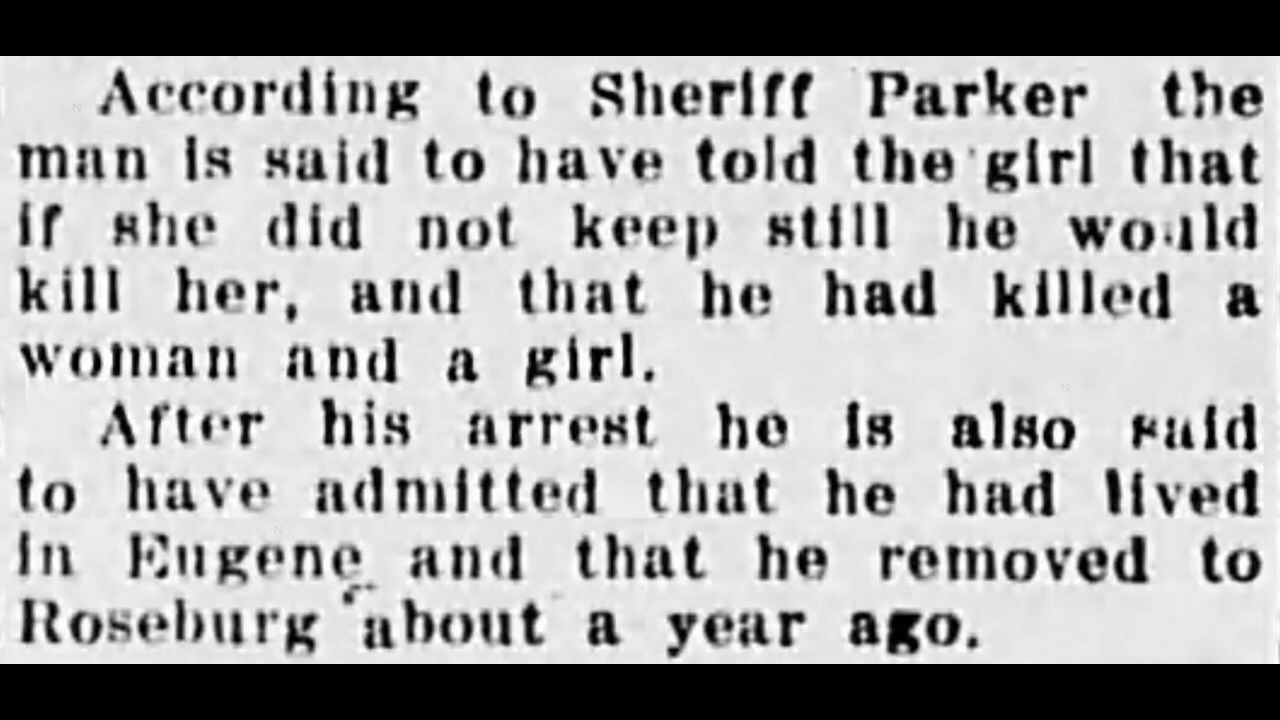 According to Sheriff Parker the
man is said to have told the girl that
if she did not keep still he would
kill her, and that he had killed a
woman and a girl.
After his arrest he is also said
to have admitted that he had lived
in Eugene and that he removed to
Roseburg about a year ago.